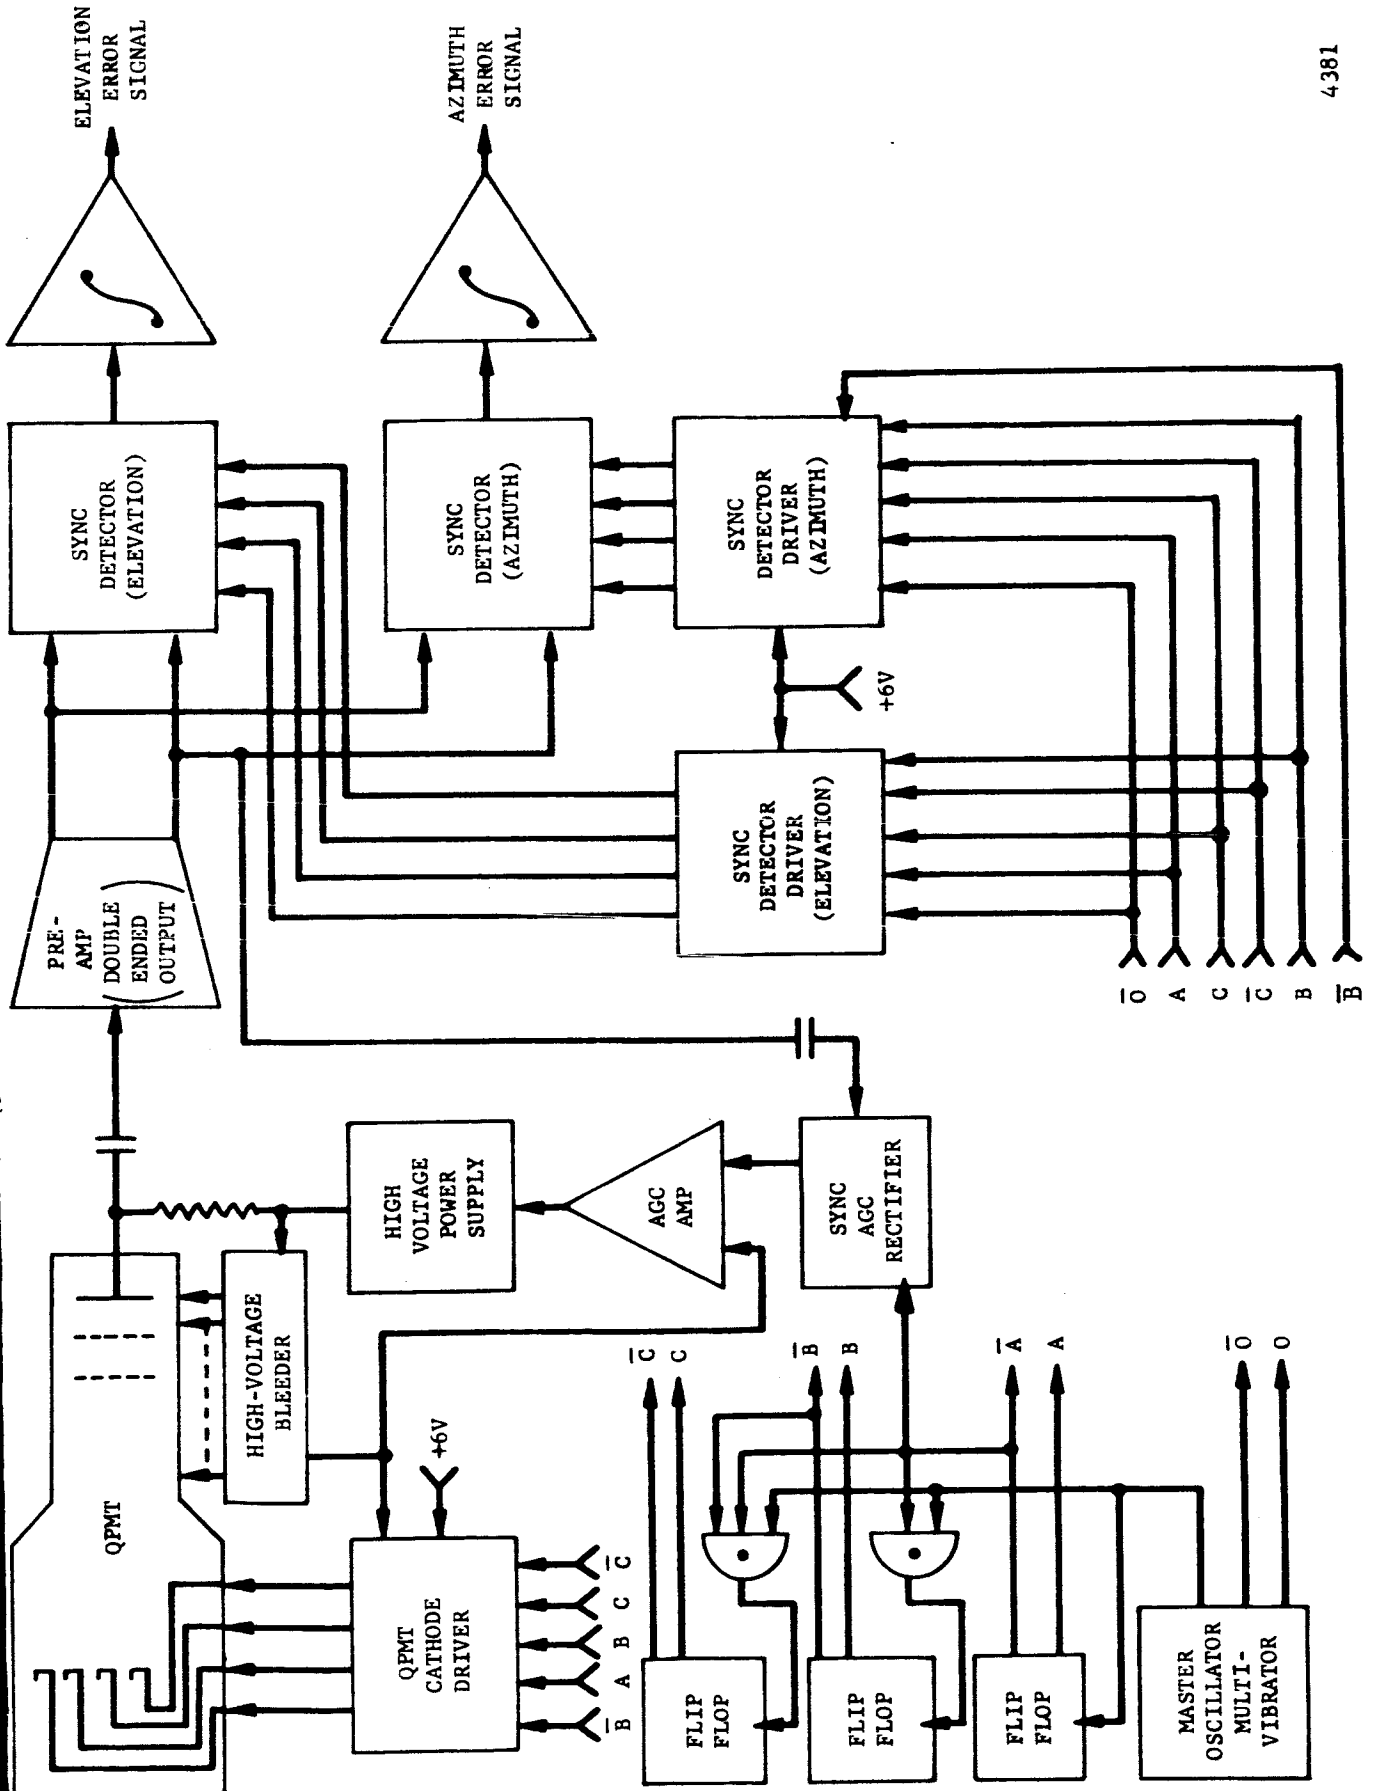 ELEVATION
ERROR
SIGNAL
AZIMUTH
ERROR
SIGNAL
4381
SYNC
DETECTOR
(ELEVATION)
SYNC
DETECTOR
(AZIMUTH)
SYNC
DETECTOR
DRIVER
(AZIMUTH)
+6V
SYNC
DETECTOR
DRIVER
(ELEVATION)
PRE-
AMP
(DOUBLE
ENDED
OUTPUT)
O̅
A
C
C̅
B
B̅
HIGH
VOLTAGE
POWER
SUPPLY
AGC
AMP
SYNC
AGC
RECTIFIER
QPMT
HIGH-VOLTAGE
BLEEDER
+6V
QPMT
CATHODE
DRIVER
B̅
A
B
C
C̅
C̅
C
B̅
B
A̅
A
O̅
O
FLIP
FLOP
FLIP
FLOP
FLIP
FLOP
MASTER
OSCILLATOR
MULTI-
VIBRATOR